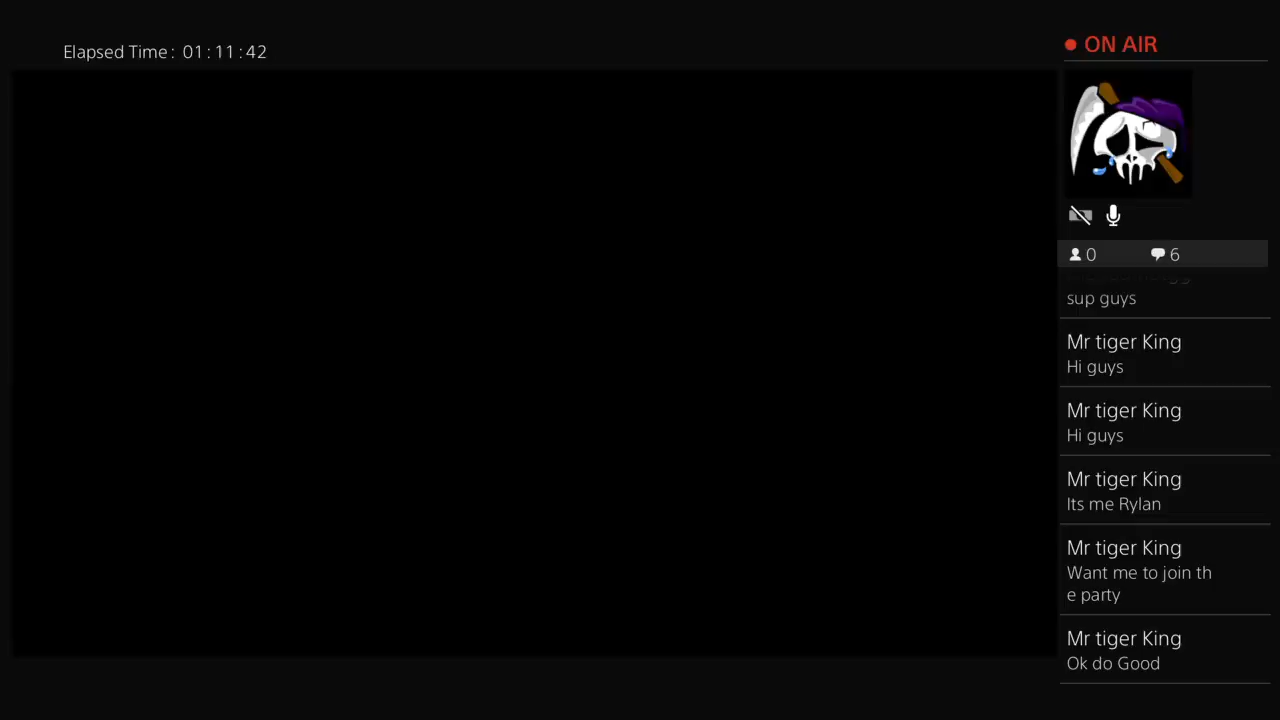 Elapsed Time: 01:11:42
ON AIR
0 6
sup guys
Mr tiger King
Hi guys
Mr tiger King
Hi guys
Mr tiger King
Its me Rylan
Mr tiger King
Want me to join th
e party
Mr tiger King
Ok do Good